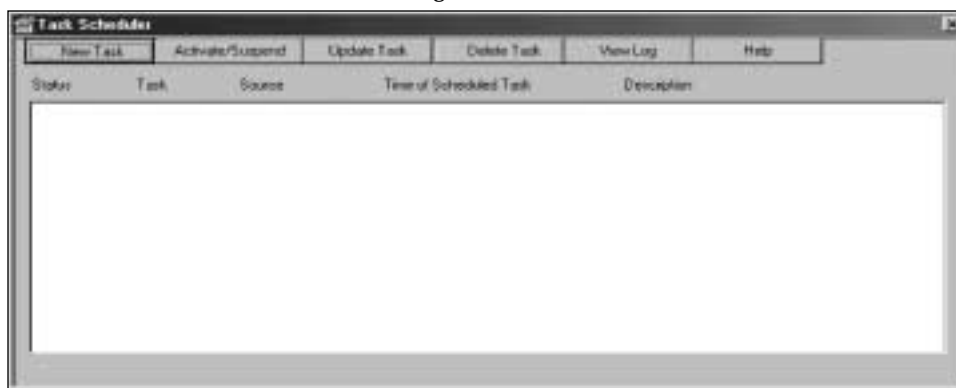 Task Scheduler
New Task Activate/Suspend Update Task Delete Task View Log Help
Status Task Source Time of Scheduled Task Description